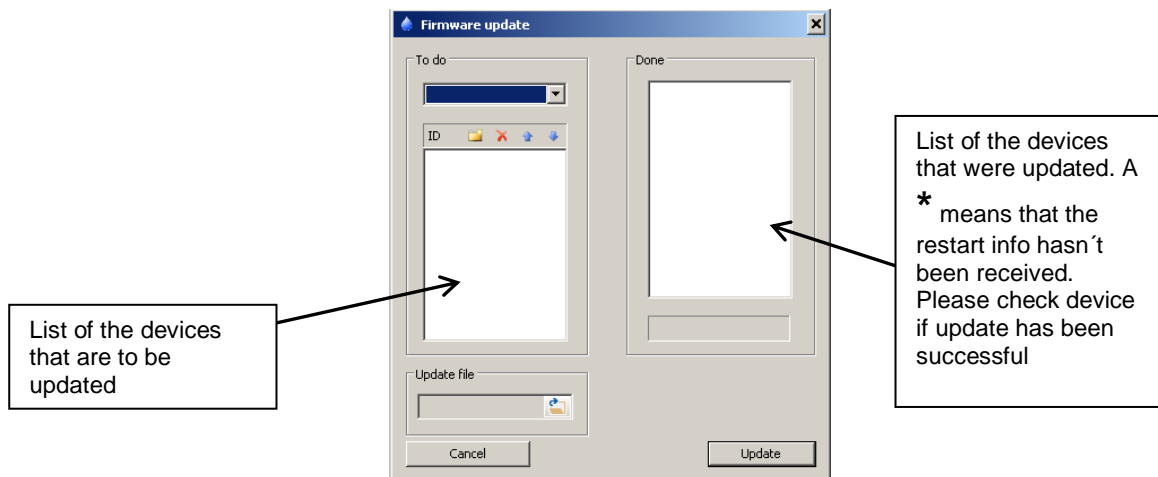 Firmware update
To do
Done
ID
List of the devices
that were updated. A
* means that the
restart info hasn´t
been received.
Please check device
if update has been
successful
List of the devices
that are to be
updated
Update file
Cancel
Update